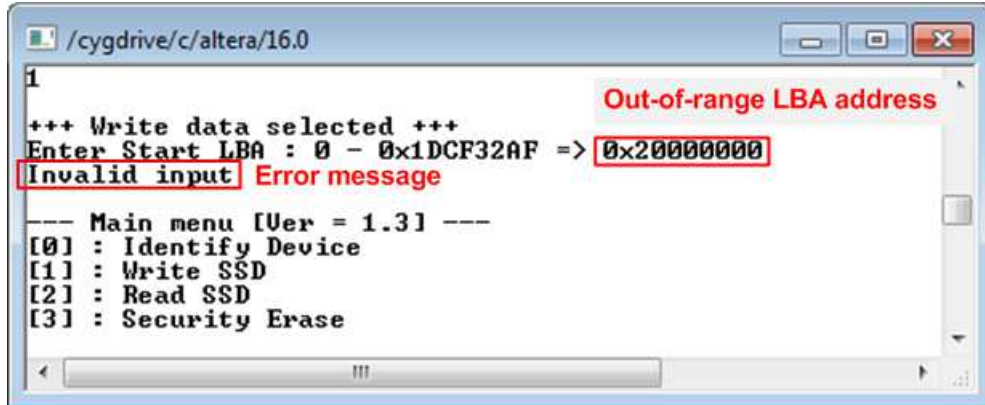 /cygdrive/c/altera/16.0
1
Out-of-range LBA address
+++ Write data selected +++
Enter Start LBA : 0 - 0x1DCF32AF => 0x20000000
Invalid input Error message
--- Main menu [Ver = 1.3] ---
[0] : Identify Device
[1] : Write SSD
[2] : Read SSD
[3] : Security Erase